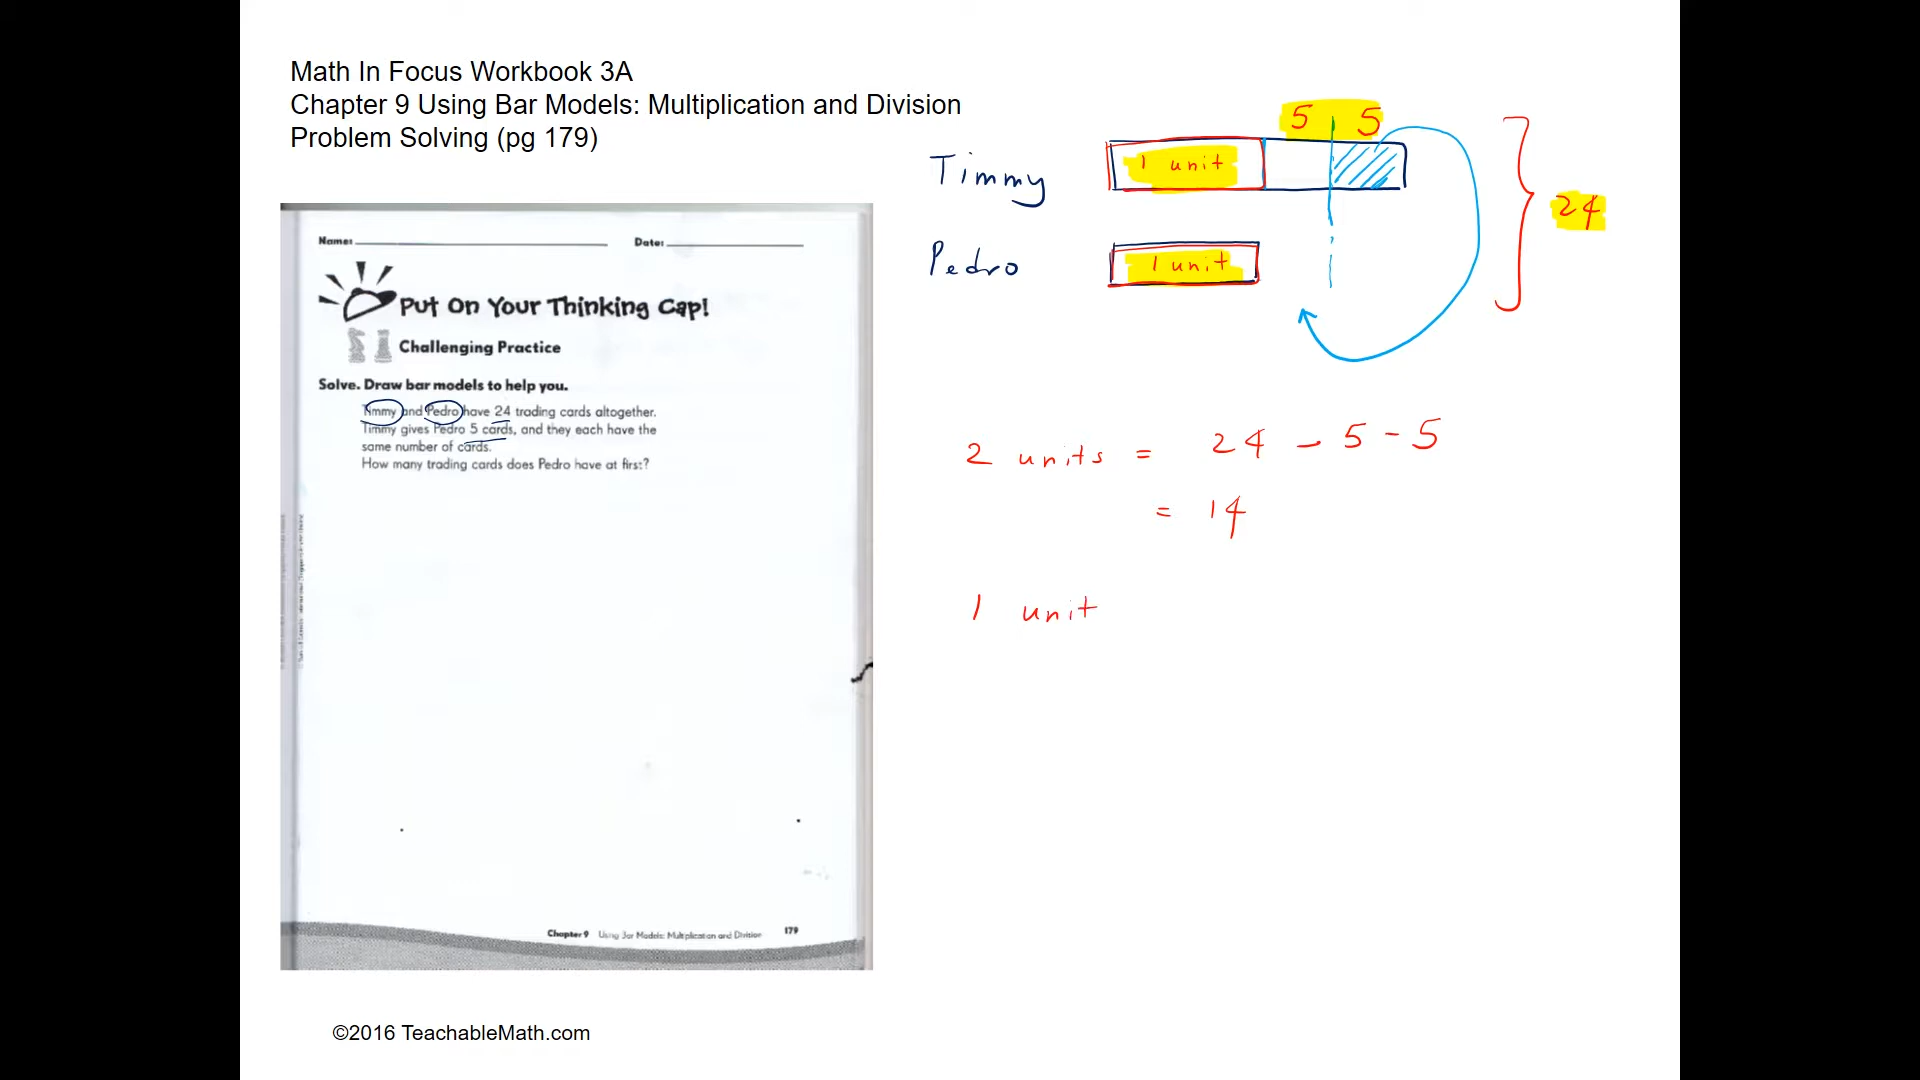 Math In Focus Workbook 3A
Chapter 9 Using Bar Models: Multiplication and Division
Problem Solving (pg 179)
Name:
Date:
Put On Your Thinking Cap!
Challenging Practice
Solve. Draw bar models to help you.
Timmy and Pedro have 24 trading cards altogether.
Timmy gives Pedro 5 cards, and they each have the
same number of cards.
How many trading cards does Pedro have at first?
Chapter 9 Using Bar Models: Multiplication and Division 179
5 5
Timmy 1 unit
24
Pedro 1 unit
2 units = 24 - 5 - 5
= 14
1 unit
©2016 TeachableMath.com